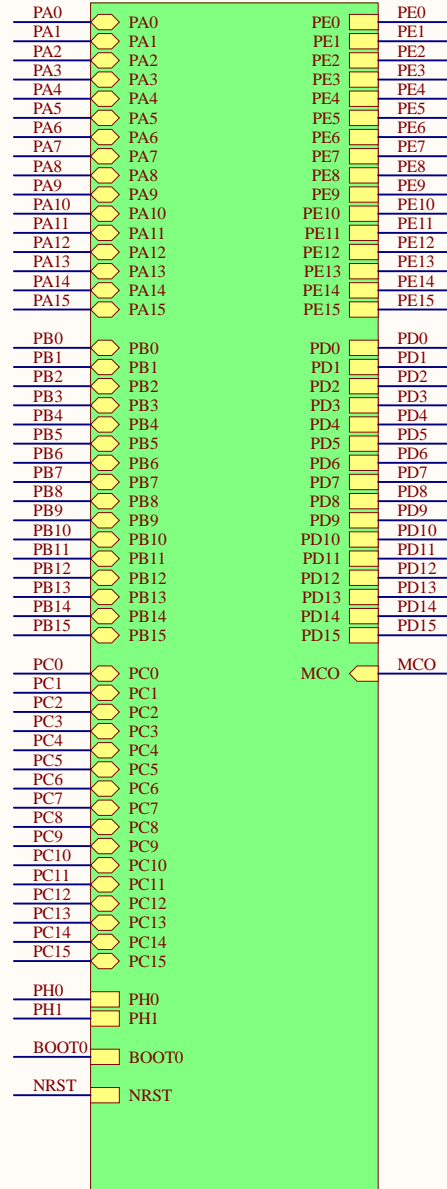 PA0 PA0 PE0 PE0
PA1 PA1 PE1 PE1
PA2 PA2 PE2 PE2
PA3 PA3 PE3 PE3
PA4 PA4 PE4 PE4
PA5 PA5 PE5 PE5
PA6 PA6 PE6 PE6
PA7 PA7 PE7 PE7
PA8 PA8 PE8 PE8
PA9 PA9 PE9 PE9
PA10 PA10 PE10 PE10
PA11 PA11 PE11 PE11
PA12 PA12 PE12 PE12
PA13 PA13 PE13 PE13
PA14 PA14 PE14 PE14
PA15 PA15 PE15 PE15
PB0 PB0 PD0 PD0
PB1 PB1 PD1 PD1
PB2 PB2 PD2 PD2
PB3 PB3 PD3 PD3
PB4 PB4 PD4 PD4
PB5 PB5 PD5 PD5
PB6 PB6 PD6 PD6
PB7 PB7 PD7 PD7
PB8 PB8 PD8 PD8
PB9 PB9 PD9 PD9
PB10 PB10 PD10 PD10
PB11 PB11 PD11 PD11
PB12 PB12 PD12 PD12
PB13 PB13 PD13 PD13
PB14 PB14 PD14 PD14
PB15 PB15 PD15 PD15
PC0 PC0 MCO MCO
PC1 PC1
PC2 PC2
PC3 PC3
PC4 PC4
PC5 PC5
PC6 PC6
PC7 PC7
PC8 PC8
PC9 PC9
PC10 PC10
PC11 PC11
PC12 PC12
PC13 PC13
PC14 PC14
PC15 PC15
PH0 PH0
PH1 PH1
BOOT0 BOOT0
NRST NRST